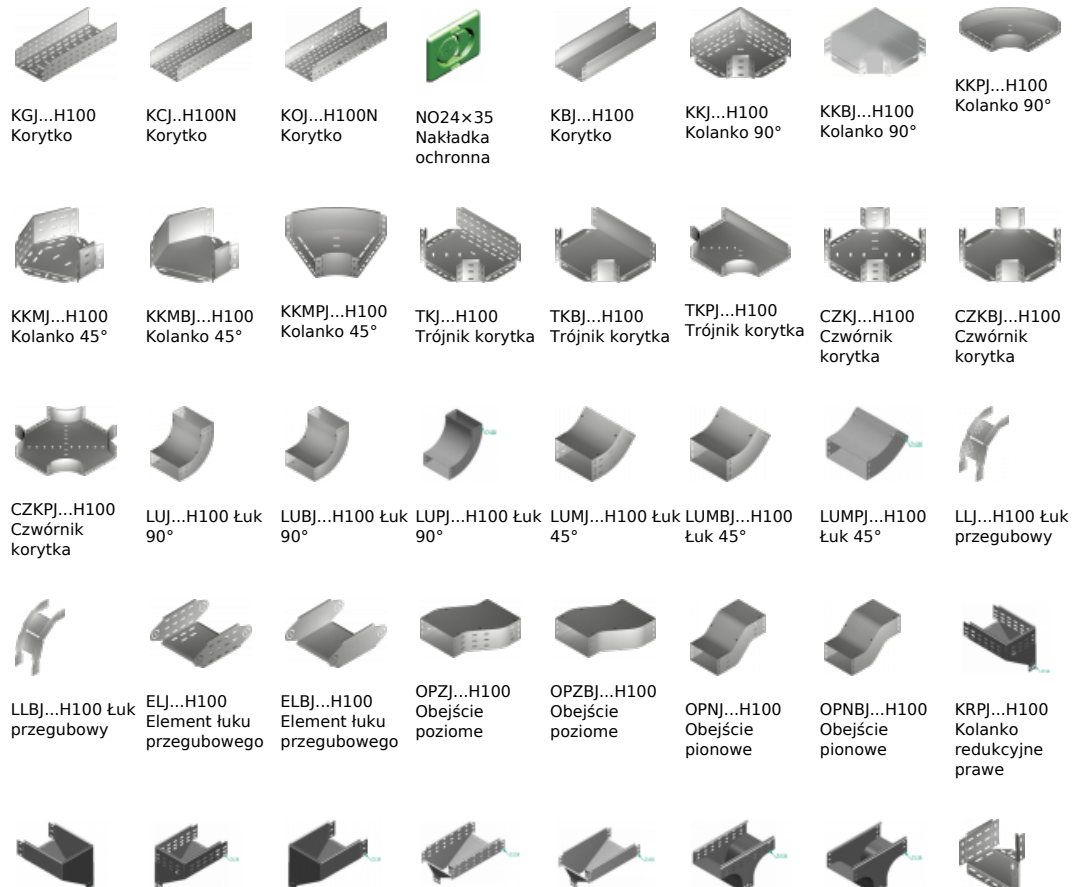 KGJ...H100
Korytko
KCJ..H100N
Korytko
KOJ...H100N
Korytko
NO24×35
Nakładka
ochronna
KBJ...H100
Korytko
KKJ...H100
Kolanko 90°
KKBJ...H100
Kolanko 90°
KKPJ...H100
Kolanko 90°
KKMJ...H100
Kolanko 45°
KKMBJ...H100
Kolanko 45°
KKMPJ...H100
Kolanko 45°
TKJ...H100
Trójnik korytka
TKBJ...H100
Trójnik korytka
TKPJ...H100
Trójnik korytka
CZKJ...H100
Czwórnik
korytka
CZKBJ...H100
Czwórnik
korytka
CZKPJ...H100
Czwórnik
korytka
LUJ...H100 Łuk
90°
LUBJ...H100 Łuk
90°
LUPJ...H100 Łuk
90°
LUMJ...H100 Łuk
45°
LUMBJ...H100
Łuk 45°
LUMPJ...H100
Łuk 45°
LLJ...H100 Łuk
przegubowy
LLBJ...H100 Łuk
przegubowy
ELJ...H100
Element łuku
przegubowego
ELBJ...H100
Element łuku
przegubowego
OPZJ...H100
Obejście
poziome
OPZBJ...H100
Obejście
poziome
OPNJ...H100
Obejście
pionowe
OPNBJ...H100
Obejście
pionowe
KRPJ...H100
Kolanko
redukcyjne
prawe